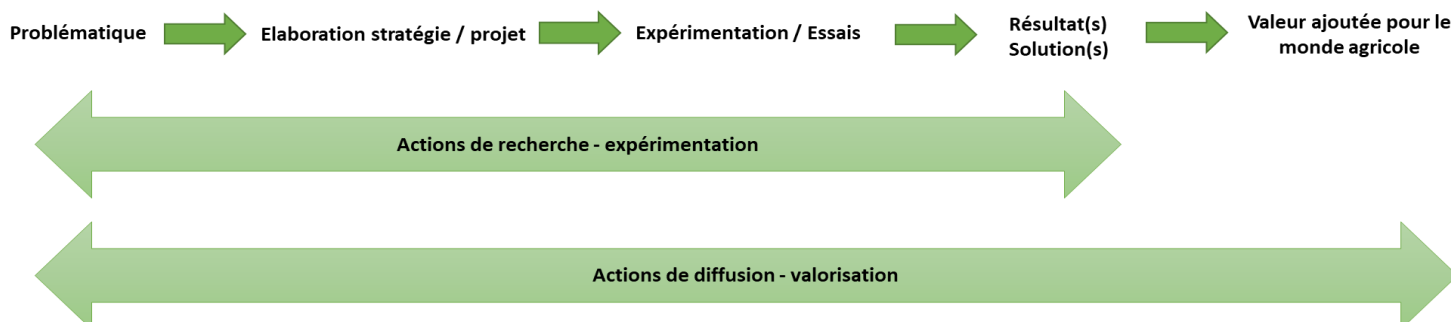 Problématique
Elaboration stratégie / projet
Expérimentation / Essais
Résultat(s)
Solution(s)
Valeur ajoutée pour le
monde agricole
Actions de recherche - expérimentation
Actions de diffusion - valorisation